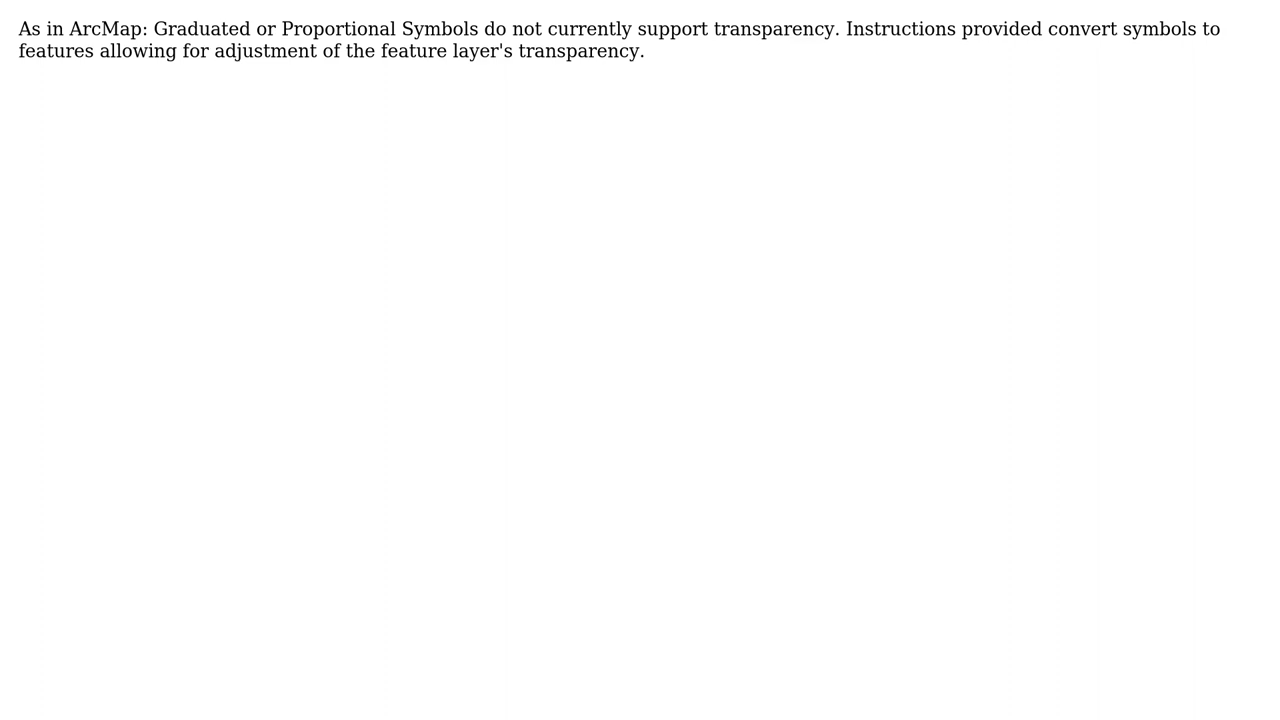 As in ArcMap: Graduated or Proportional Symbols do not currently support transparency. Instructions provided convert symbols to
features allowing for adjustment of the feature layer's transparency.